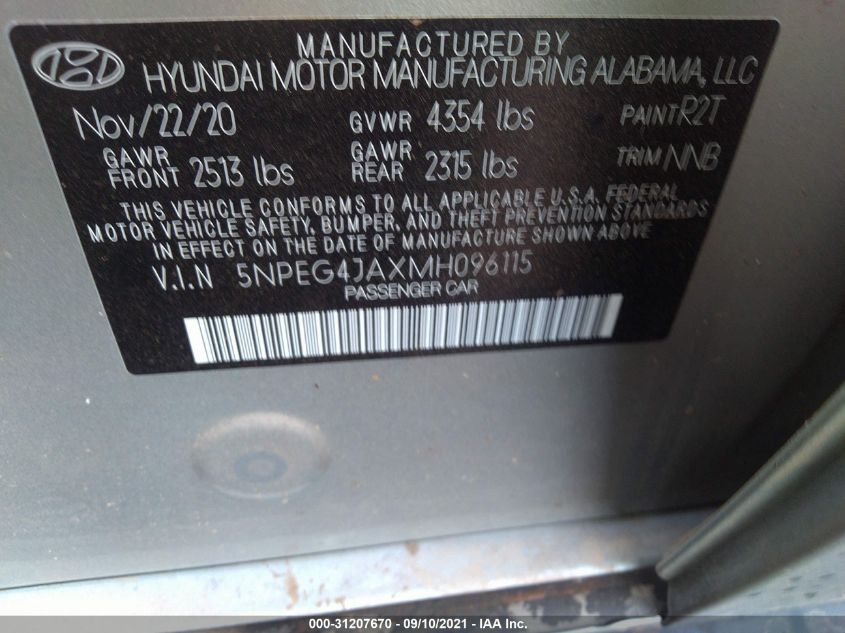 MANUFACTURED BY
HYUNDAI MOTOR MANUFACTURING ALABAMA, LLC
Nov/22/20 GVWR 4354 lbs PAINT R2T
GAWR FRONT 2513 lbs GAWR REAR 2315 lbs TRIM NNB
THIS VEHICLE CONFORMS TO ALL APPLICABLE U.S.A. FEDERAL
MOTOR VEHICLE SAFETY, BUMPER, AND THEFT PREVENTION STANDARDS
IN EFFECT ON THE DATE OF MANUFACTURE SHOWN ABOVE
V.I.N 5NPEG4JAXMH096115
PASSENGER CAR
000-31207670 - 09/10/2021 - IAA Inc.